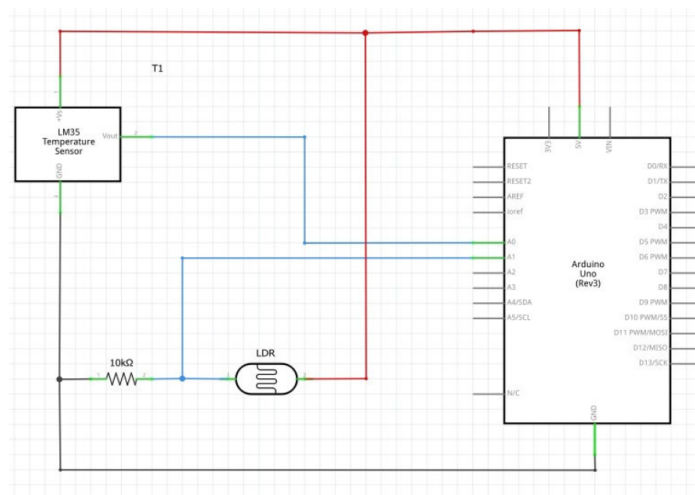 T1
+Vs
LM35
Temperature
Sensor
Vout
GND
3V3
5V
VIN
RESET
RESET2
AREF
ioref
A0
A1
A2
A3
A4/SDA
A5/SCL
N/C
D0/RX
D1/TX
D2
D3 PWM
D4
D5 PWM
D6 PWM
D7
D8
D9 PWM
D10 PWM/SS
D11 PWM/MOSI
D12/MISO
D13/SCK
Arduino
Uno
(Rev3)
GND
10kΩ
LDR